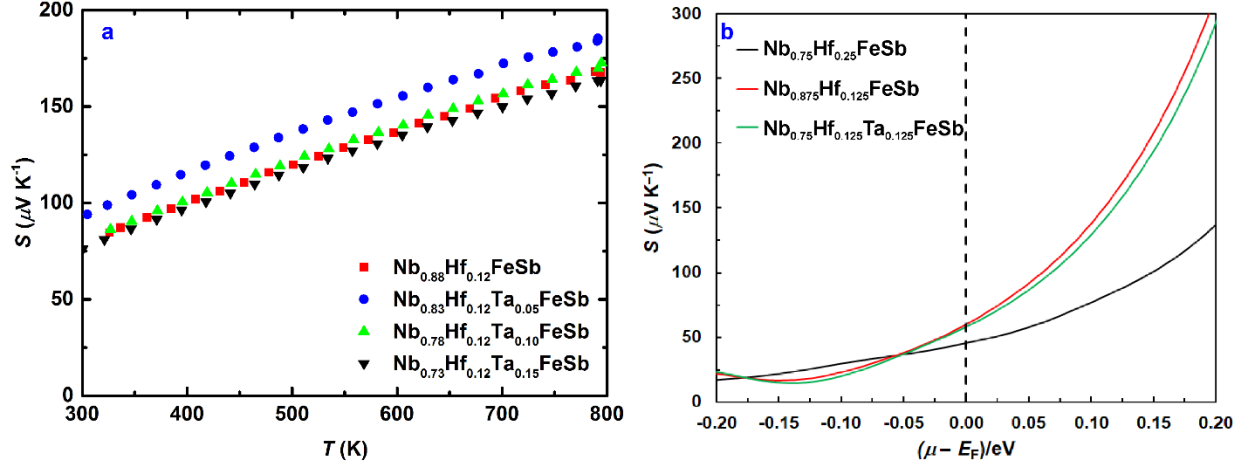 a
200
150
100
50
0
S (μV K⁻¹)
300 400 500 600 700 800
T (K)
Nb₀.₈₈Hf₀.₁₂FeSb
Nb₀.₈₃Hf₀.₁₂Ta₀.₀₅FeSb
Nb₀.₇₈Hf₀.₁₂Ta₀.₁₀FeSb
Nb₀.₇₃Hf₀.₁₂Ta₀.₁₅FeSb
b
300
250
200
150
100
50
0
S (μV K⁻¹)
-0.20 -0.15 -0.10 -0.05 0.00 0.05 0.10 0.15 0.20
(μ − E_F)/eV
Nb₀.₇₅Hf₀.₂₅FeSb
Nb₀.₈₇₅Hf₀.₁₂₅FeSb
Nb₀.₇₅Hf₀.₁₂₅Ta₀.₁₂₅FeSb